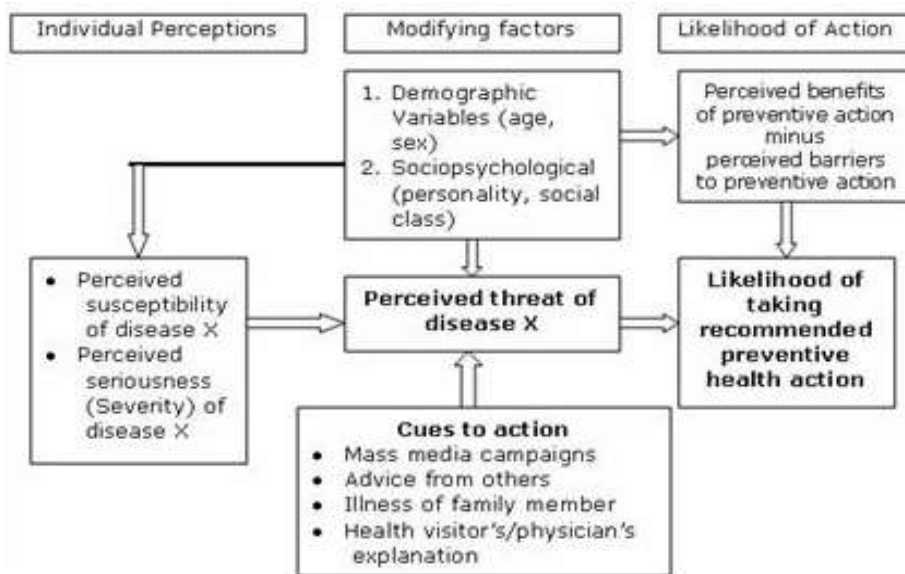 Individual Perceptions
Modifying factors
Likelihood of Action
1. Demographic
Variables (age,
sex)
2. Sociopsychological
(personality, social
class)
Perceived benefits
of preventive action
minus
perceived barriers
to preventive action
• Perceived
susceptibility
of disease X
• Perceived
seriousness
(Severity) of
disease X
Perceived threat of
disease X
Likelihood of
taking
recommended
preventive
health action
Cues to action
• Mass media campaigns
• Advice from others
• Illness of family member
• Health visitor's/physician's
explanation